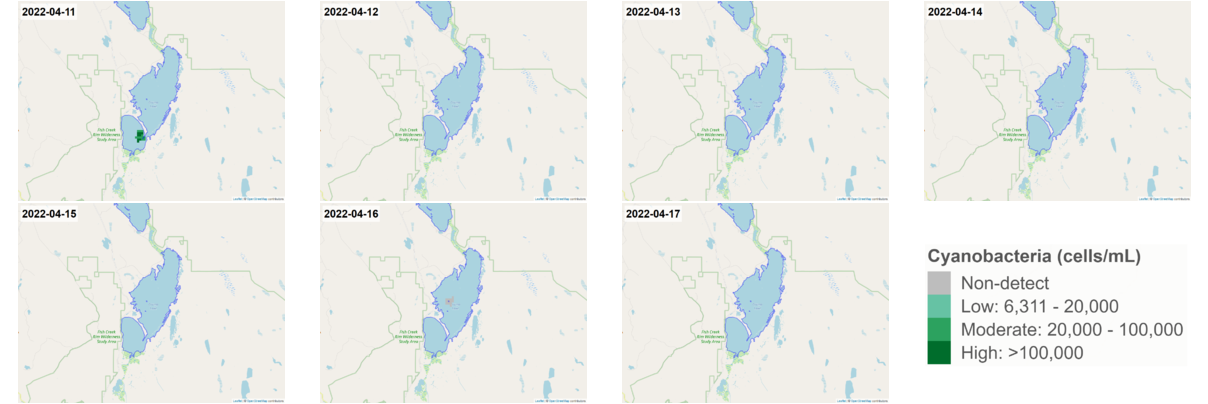 2022-04-11
2022-04-12
2022-04-13
2022-04-14
Fish Creek
Rim Wilderness
Study Area
Fish Creek
Rim Wilderness
Study Area
Fish Creek
Rim Wilderness
Study Area
Fish Creek
Rim Wilderness
Study Area
Leaflet | © OpenStreetMap contributors
Leaflet | © OpenStreetMap contributors
Leaflet | © OpenStreetMap contributors
Leaflet | © OpenStreetMap contributors
2022-04-15
2022-04-16
2022-04-17
Cyanobacteria (cells/mL)
Non-detect
Low: 6,311 - 20,000
Moderate: 20,000 - 100,000
High: >100,000
Fish Creek
Rim Wilderness
Study Area
Fish Creek
Rim Wilderness
Study Area
Fish Creek
Rim Wilderness
Study Area
Leaflet | © OpenStreetMap contributors
Leaflet | © OpenStreetMap contributors
Leaflet | © OpenStreetMap contributors